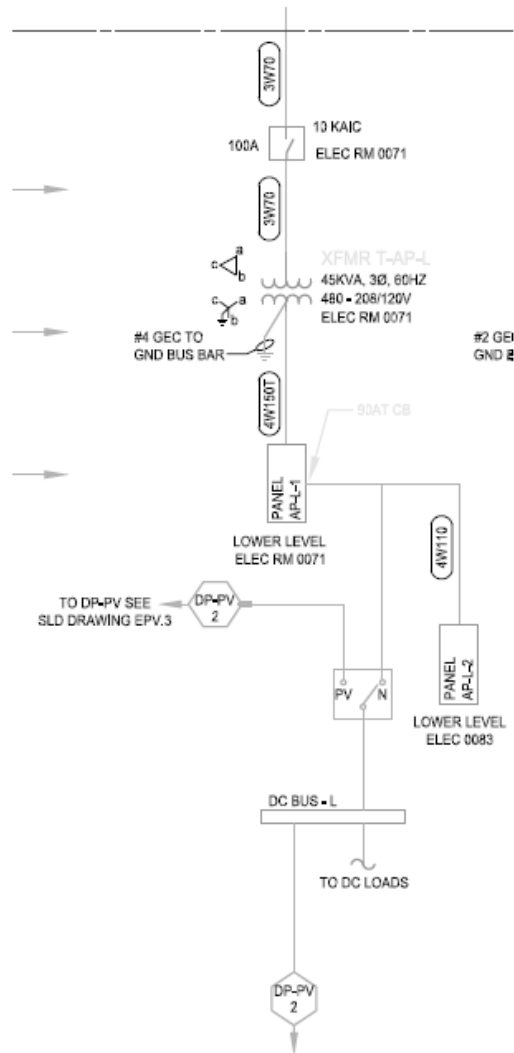 3W70
10 KAIC
100A
ELEC RM 0071
3W70
a
c
b
XFMR T-AP-L
45KVA, 3Ø, 60HZ
480 - 208/120V
ELEC RM 0071
c
a
b
#4 GEC TO
GND BUS BAR
#2
GND
4W150T
90AT CB
PANEL
AP-L-1
LOWER LEVEL
ELEC RM 0071
4W110
TO DP-PV SEE
SLD DRAWING EPV.3
DP-PV
2
PANEL
AP-L-2
PV
N
LOWER LEVEL
ELEC 0083
DC BUS - L
TO DC LOADS
DP-PV
2